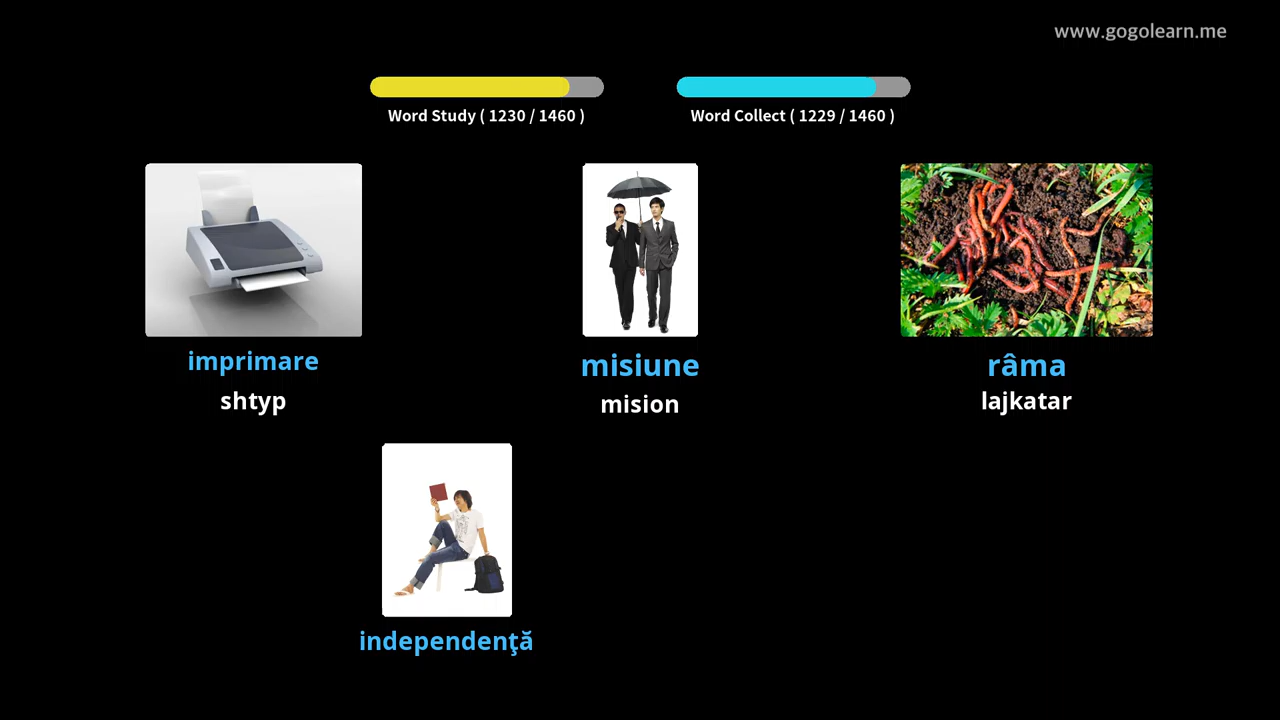 www.gogolearn.me
Word Study ( 1230 / 1460 )
Word Collect ( 1229 / 1460 )
imprimare
shtyp
misiune
mision
râma
lajkatar
independenţă